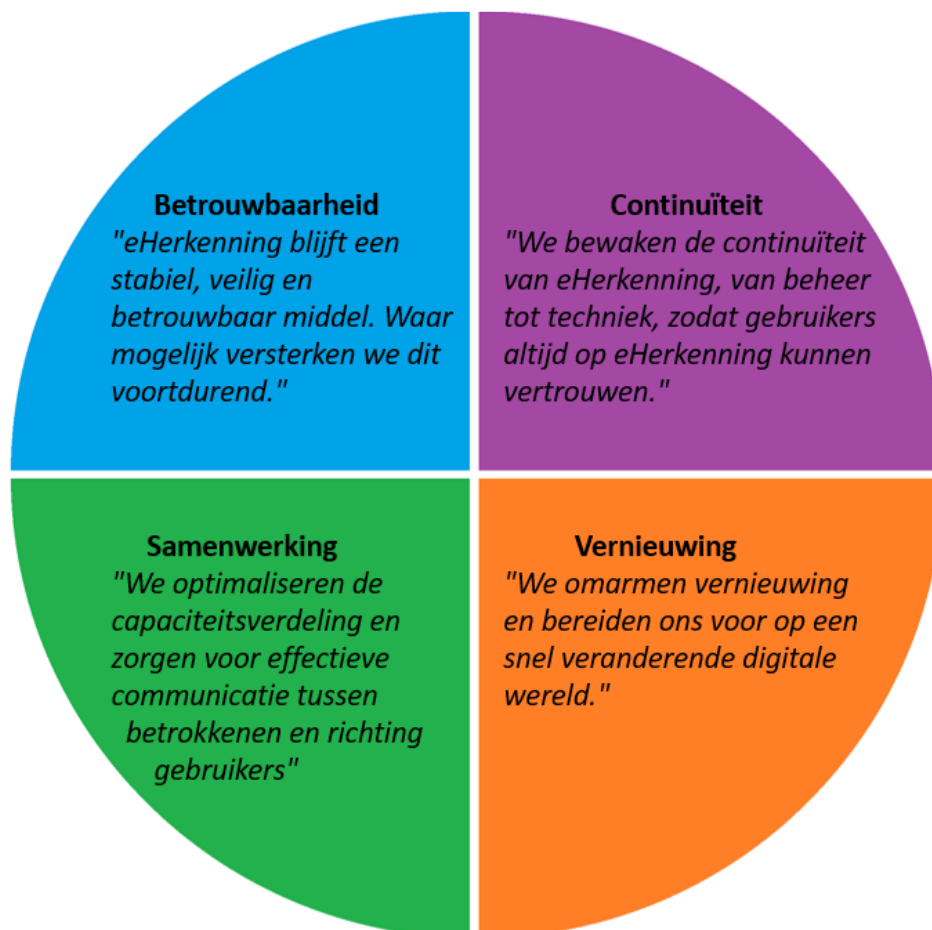 Betrouwbaarheid
"eHerkenning blijft een
stabiel, veilig en
betrouwbaar middel. Waar
mogelijk versterken we dit
voortdurend."
Continuïteit
"We bewaken de continuïteit
van eHerkenning, van beheer
tot techniek, zodat gebruikers
altijd op eHerkenning kunnen
vertrouwen."
Samenwerking
"We optimaliseren de
capaciteitsverdeling en
zorgen voor effectieve
communicatie tussen
betrokkenen en richting
gebruikers"
Vernieuwing
"We omarmen vernieuwing
en bereiden ons voor op een
snel veranderende digitale
wereld."